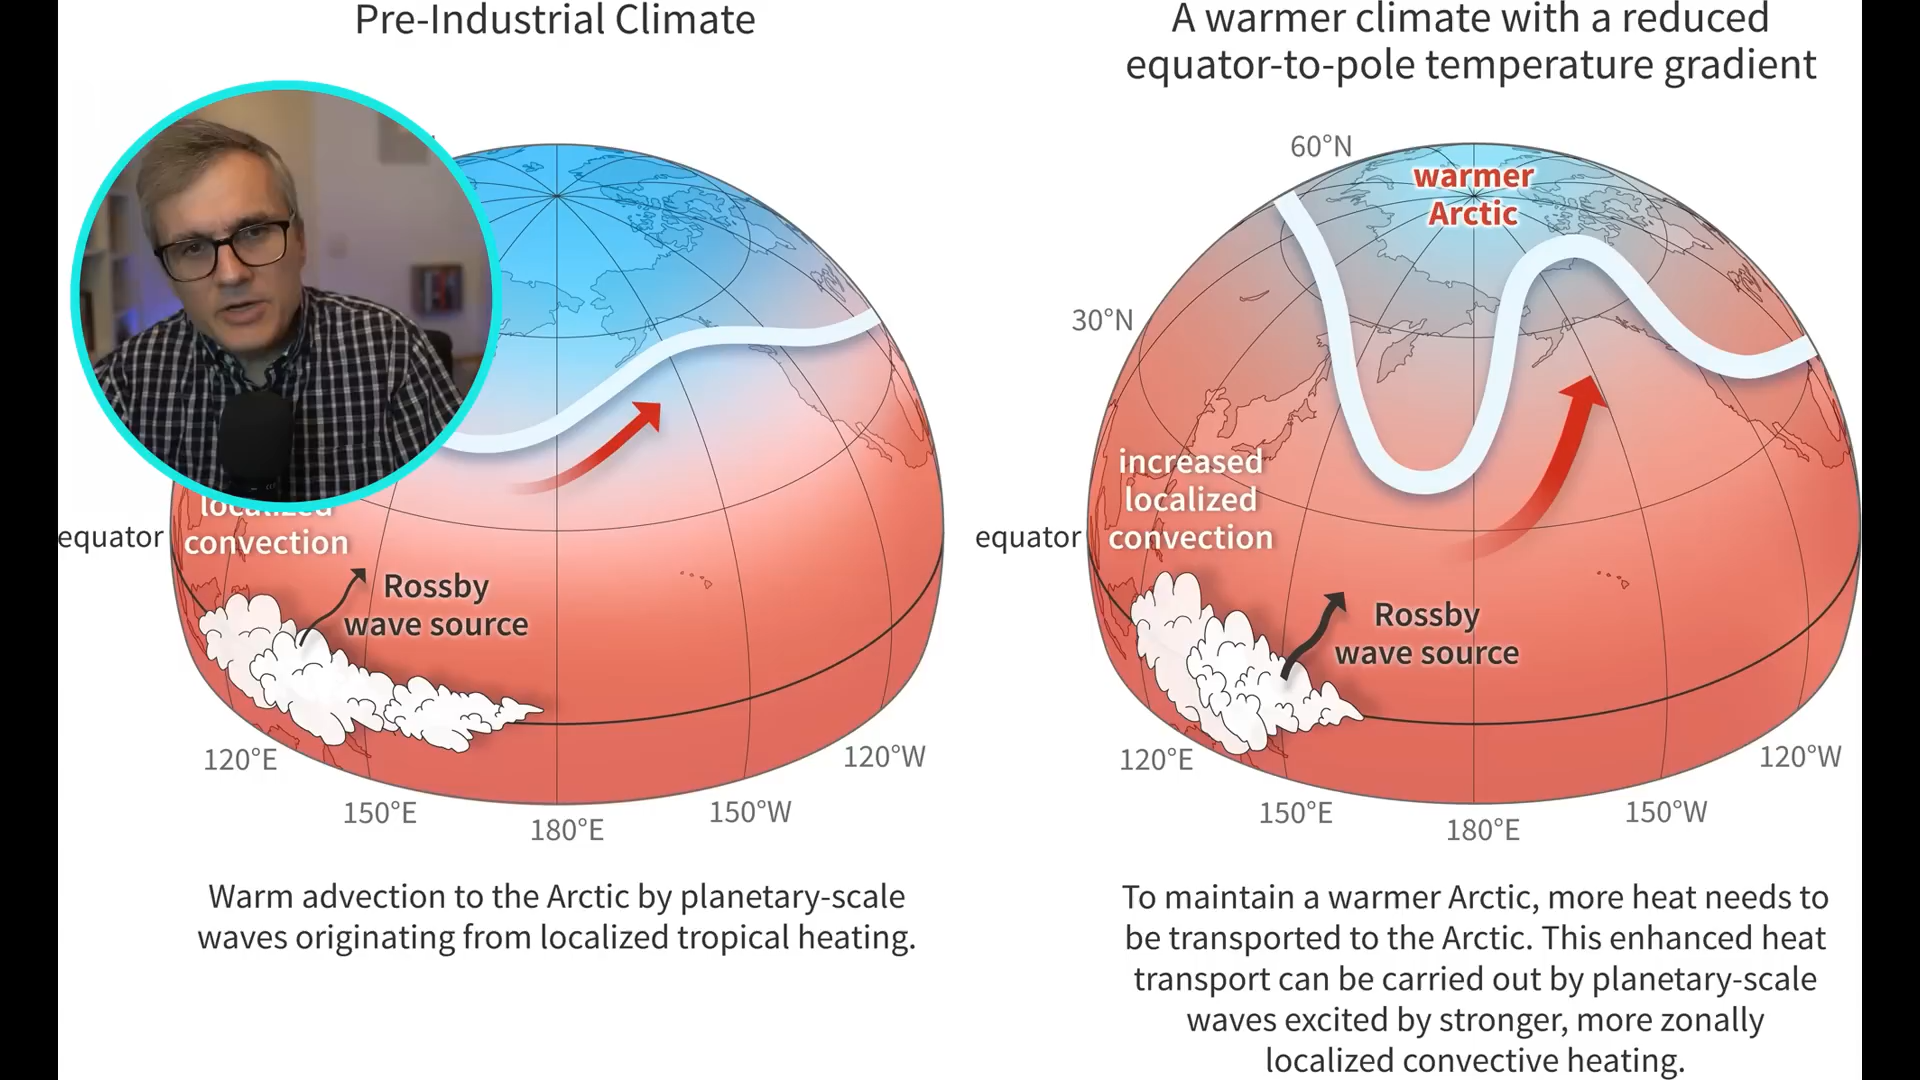 Pre-Industrial Climate
localized
convection
Rossby
wave source
equator
120°E
150°E
180°E
150°W
120°W
Warm advection to the Arctic by planetary-scale
waves originating from localized tropical heating.
A warmer climate with a reduced
equator-to-pole temperature gradient
60°N
warmer
Arctic
30°N
increased
localized
convection
equator
Rossby
wave source
120°E
150°E
180°E
150°W
120°W
To maintain a warmer Arctic, more heat needs to
be transported to the Arctic. This enhanced heat
transport can be carried out by planetary-scale
waves excited by stronger, more zonally
localized convective heating.